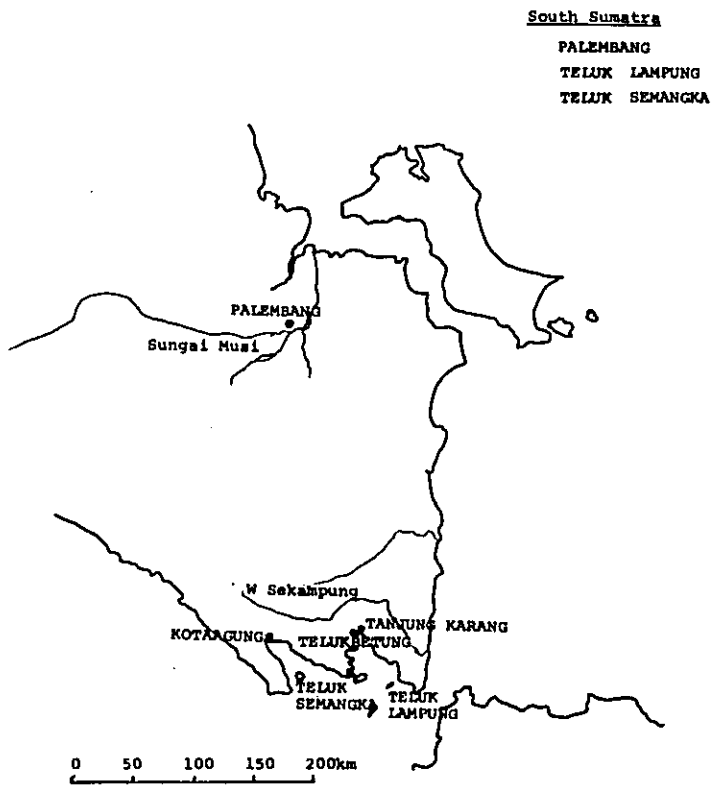 South Sumatra
PALEMBANG
TELUK LAMPUNG
TELUK SEMANGKA
PALEMBANG
Sungai Musi
W Sekampung
TANJUNG KARANG
KOTAAGUNG
TELUKBETUNG
TELUK
SEMANGKA
TELUK
LAMPUNG
0 50 100 150 200km